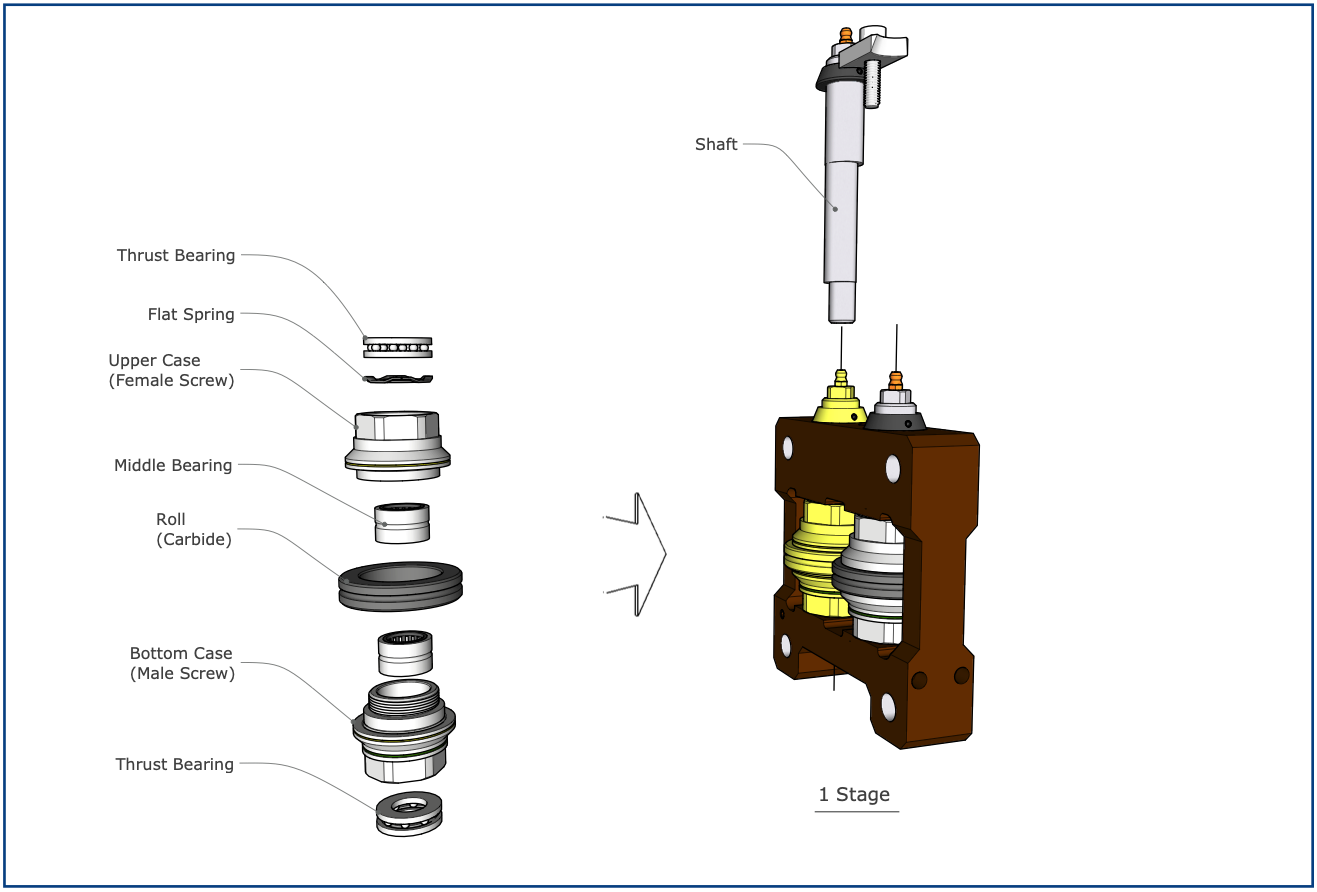 Shaft
Thrust Bearing
Flat Spring
Upper Case
(Female Screw)
Middle Bearing
Roll
(Carbide)
Bottom Case
(Male Screw)
Thrust Bearing
1 Stage